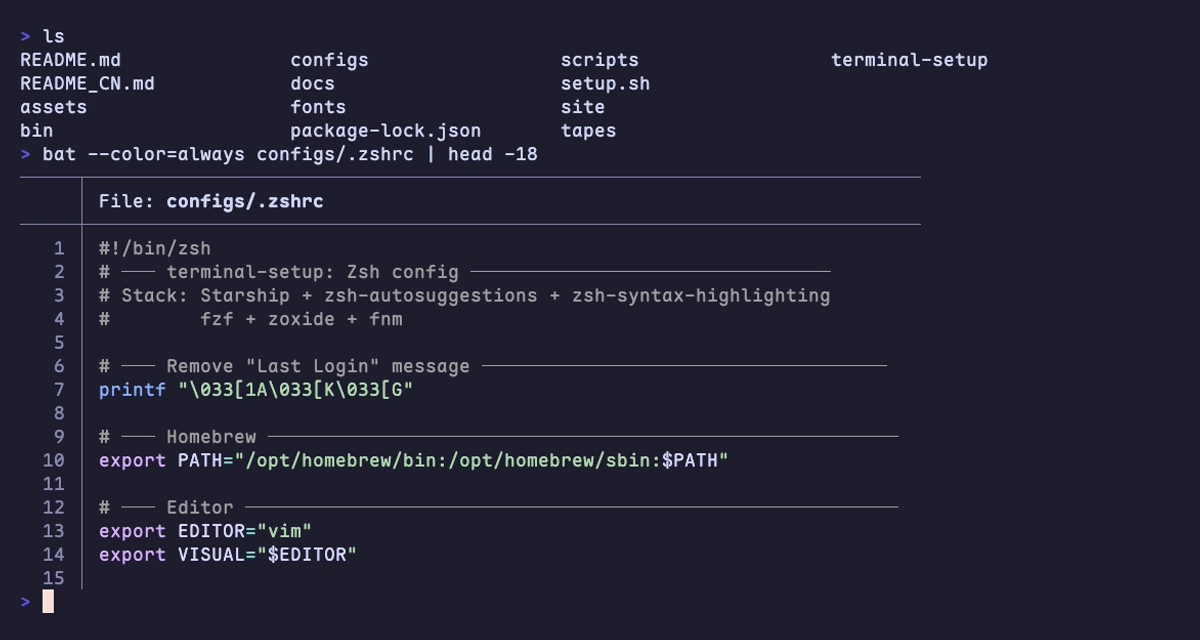 > ls
README.md configs scripts terminal-setup
README_CN.md docs setup.sh
assets fonts site
bin package-lock.json tapes
> bat --color=always configs/.zshrc | head -18
File: configs/.zshrc
1 #!/bin/zsh
2 # ─── terminal-setup: Zsh config ────────────────────────────────
3 # Stack: Starship + zsh-autosuggestions + zsh-syntax-highlighting
4 #        fzf + zoxide + fnm
5
6 # ─── Remove "Last Login" message ────────────────────────────────────
7 printf "\033[1A\033[K\033[G"
8
9 # ─── Homebrew ────────────────────────────────────────────────────────
10 export PATH="/opt/homebrew/bin:/opt/homebrew/sbin:$PATH"
11
12 # ─── Editor ──────────────────────────────────────────────────────────
13 export EDITOR="vim"
14 export VISUAL="$EDITOR"
15
>